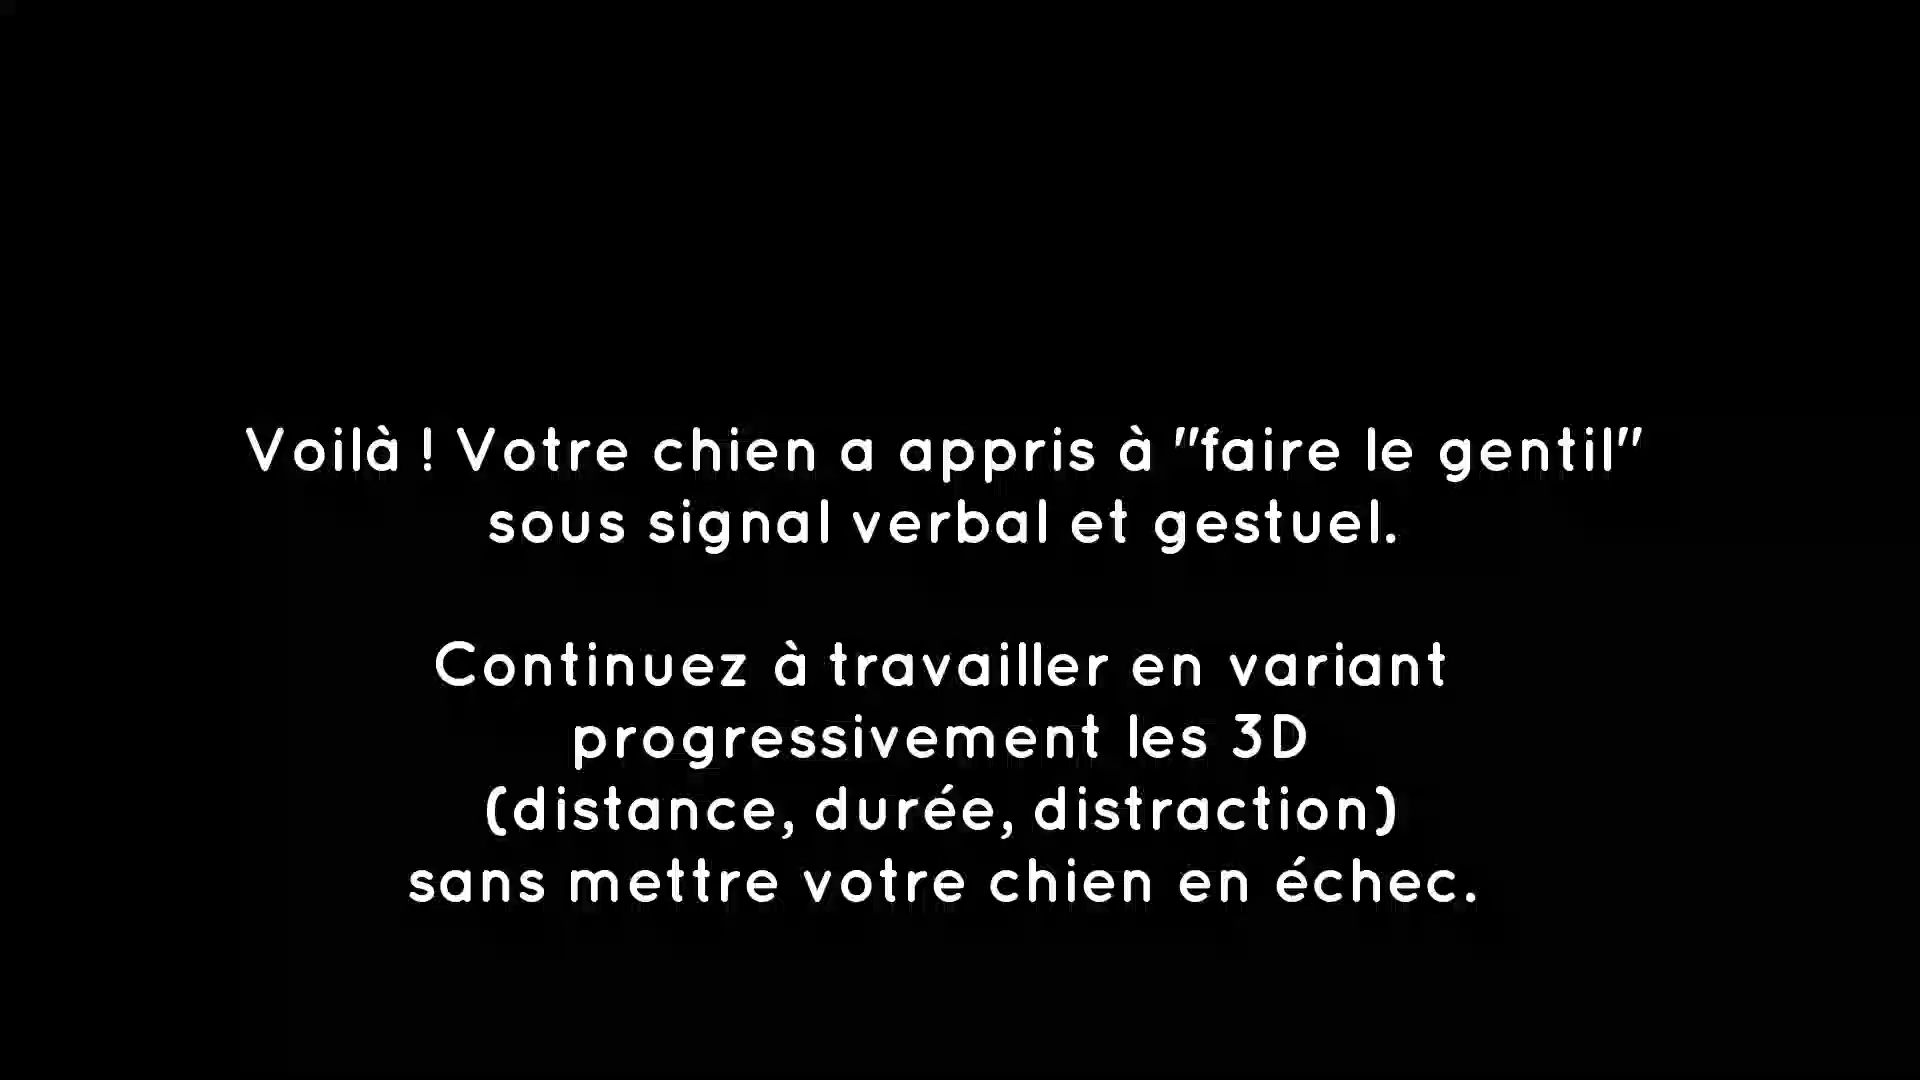 Voilà ! Votre chien a appris à "faire le gentil"
sous signal verbal et gestuel.
Continuez à travailler en variant
progressivement les 3D
(distance, durée, distraction)
sans mettre votre chien en échec.